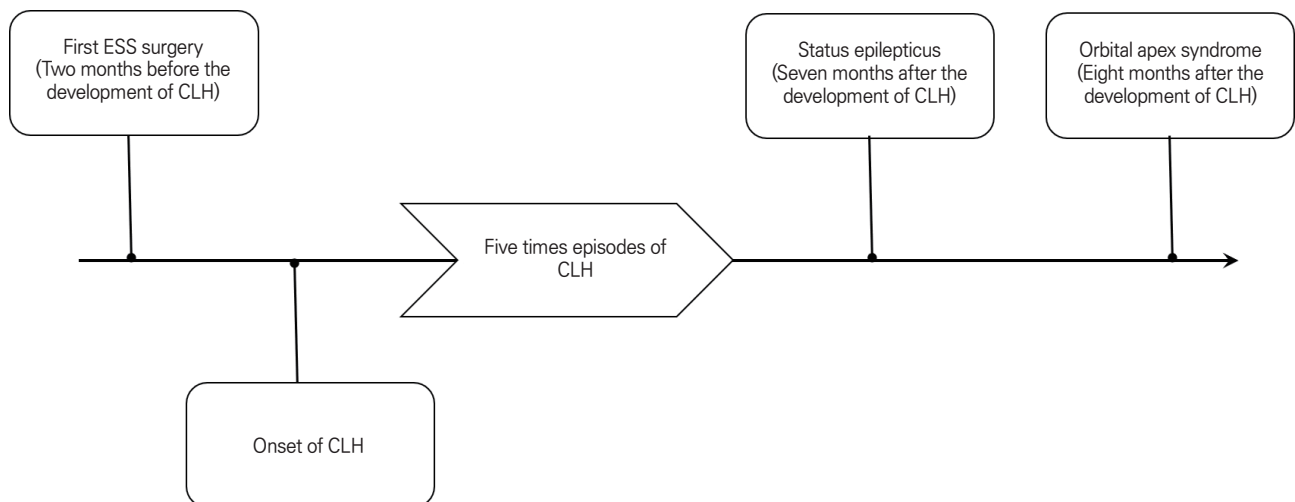 First ESS surgery
(Two months before the
development of CLH)
Status epilepticus
(Seven months after the
development of CLH)
Orbital apex syndrome
(Eight months after the
development of CLH)
Five times episodes of
CLH
Onset of CLH